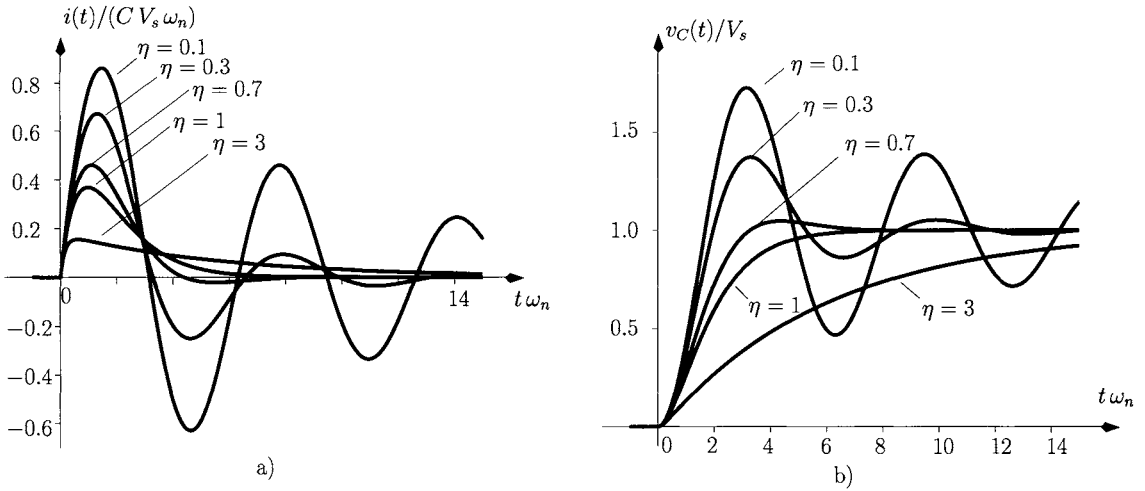 i(t)/(C V_s ω_n)
η = 0.1
η = 0.3
η = 0.7
η = 1
η = 3
0.8
0.6
0.4
0.2
0
14
t ω_n
−0.2
−0.4
−0.6
a)
v_C(t)/V_s
η = 0.1
η = 0.3
η = 0.7
η = 1
η = 3
1.5
1.0
0.5
0
2
4
6
8
10
12
14
t ω_n
b)